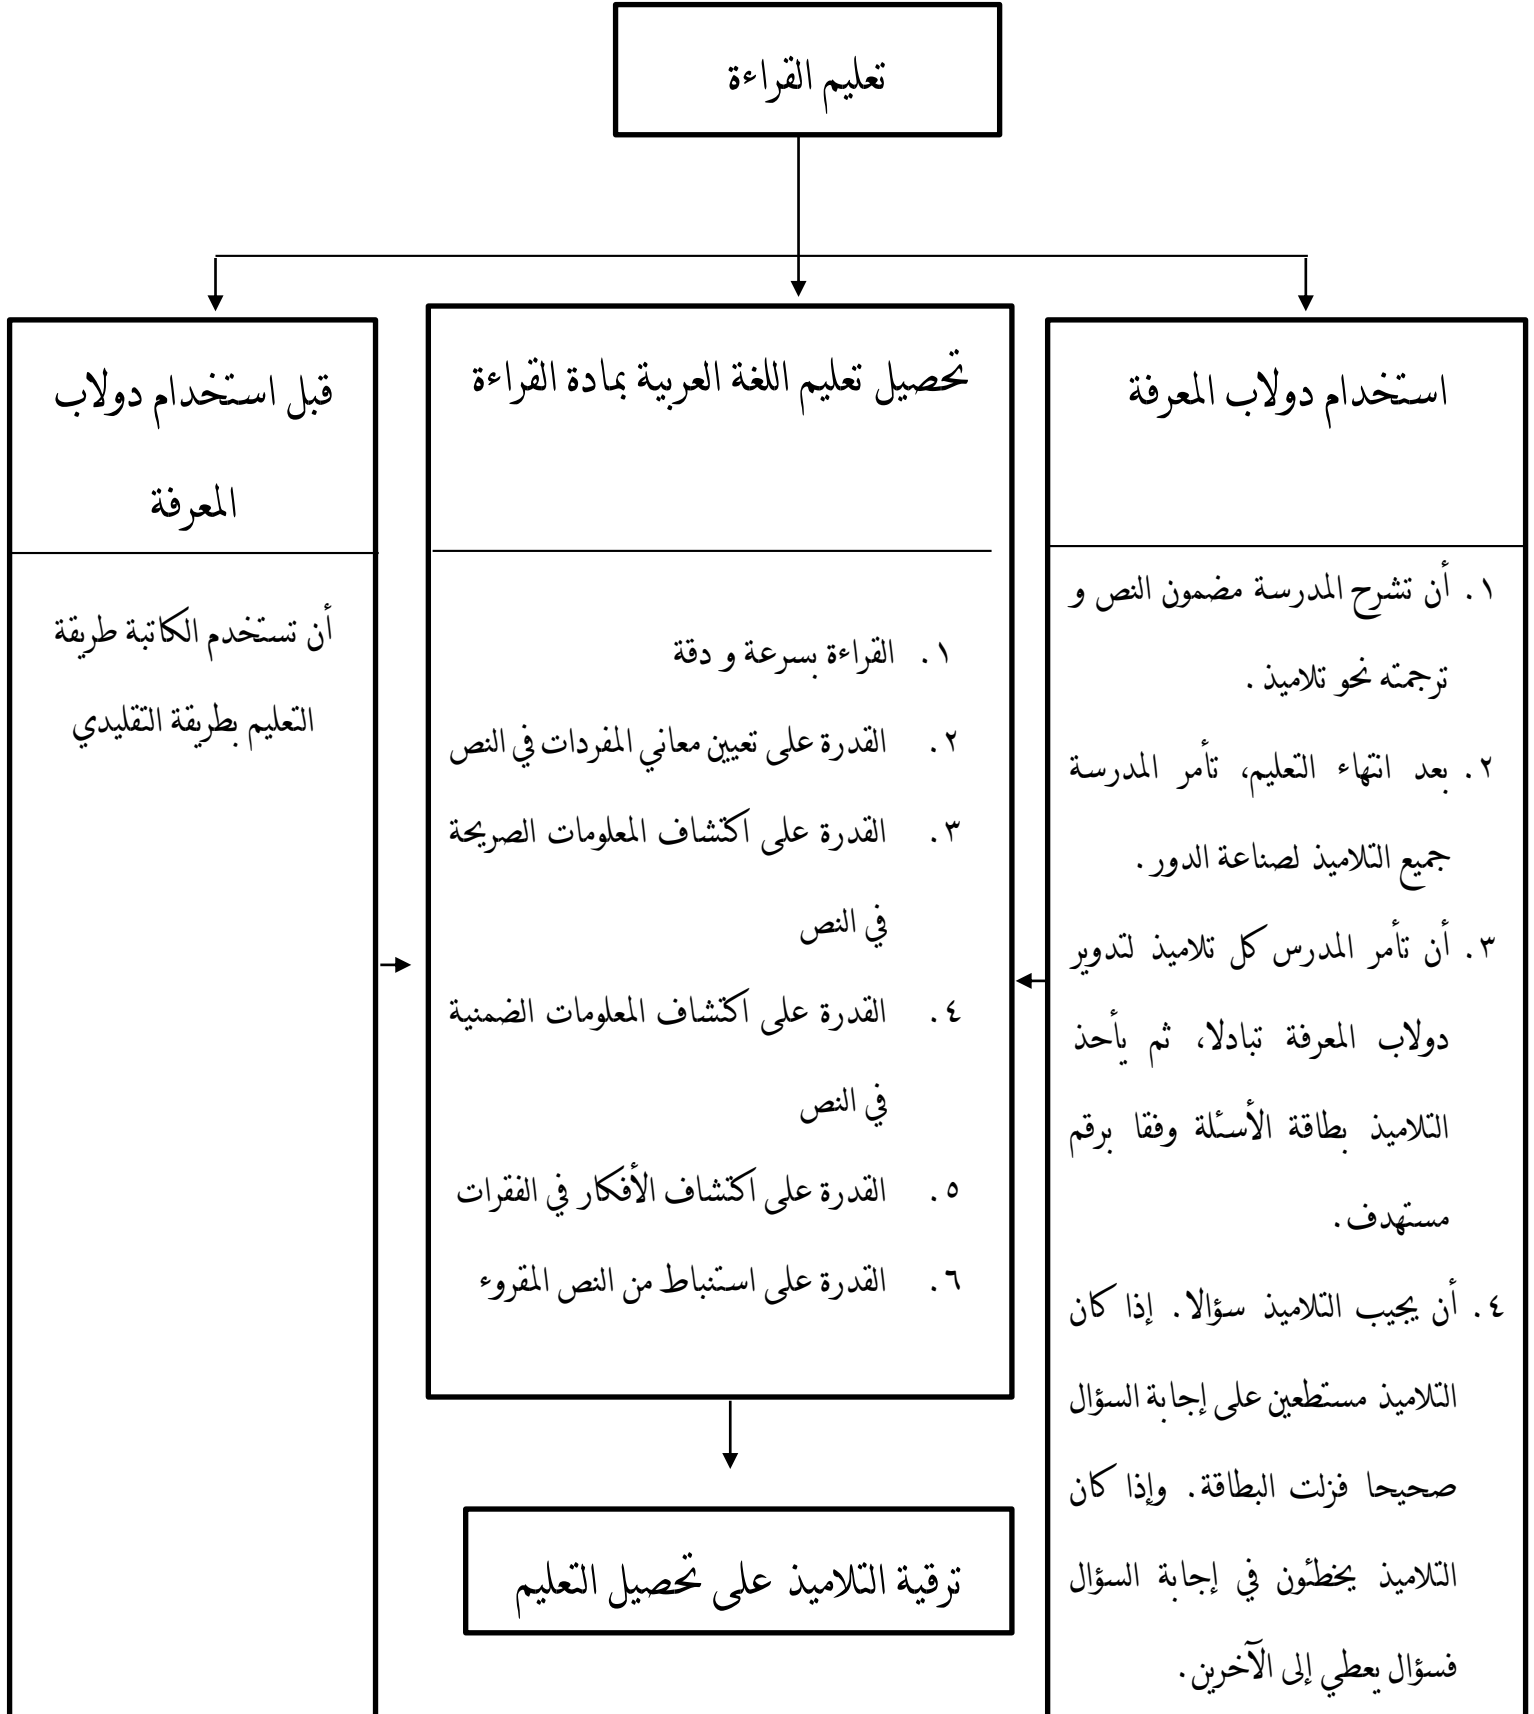 تعليم القراءة
استخدام دولاب المعرفة
١. أن تشرح المدرسة مضمون النص و
ترجمته نحو تلاميذ .
٢. بعد انتهاء التعليم، تأمر المدرسة
جميع التلاميذ لصناعة الدور.
٣. أن تأمر المدرس كل تلاميذ لتدوير
دولاب المعرفة تبادلا، ثم يأحذ
التلاميذ بطاقة الأسئلة وفقا برقم
مستهدف.
٤. أن يجيب التلاميذ سؤالا. إذا كان
التلاميذ مستطعين على إجابة السؤال
صحيحا فزلت البطاقة. وإذا كان
التلاميذ يخطئون في إجابة السؤال
فسؤال يعطي إلى الآخرين.
تحصيل تعليم اللغة العربية بمادة القراءة
١. القراءة بسرعة و دقة
٢. القدرة على تعيين معاني المفردات في النص
٣. القدرة على اكتشاف المعلومات الصريحة
في النص
٤. القدرة على اكتشاف المعلومات الضمنية
في النص
٥. القدرة على اكتشاف الأفكار في الفقرات
٦. القدرة على استنباط من النص المقروء
قبل استخدام دولاب
المعرفة
أن تستخدم الكاتبة طريقة
التعليم بطريقة التقليدي
ترقية التلاميذ على تحصيل التعليم